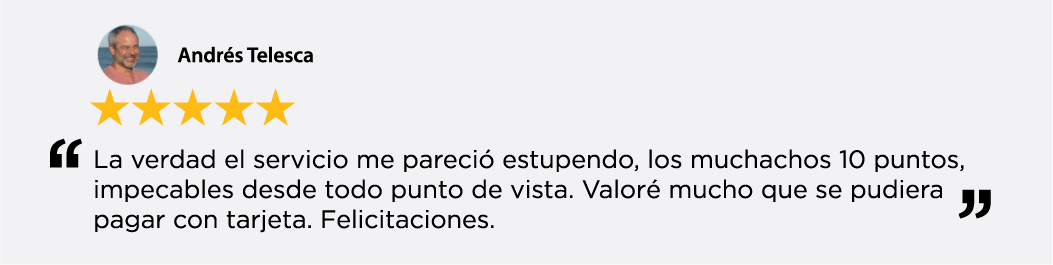 Andrés Telesca
“ La verdad el servicio me pareció estupendo, los muchachos 10 puntos,
impecables desde todo punto de vista. Valoré mucho que se pudiera
pagar con tarjeta. Felicitaciones. ”